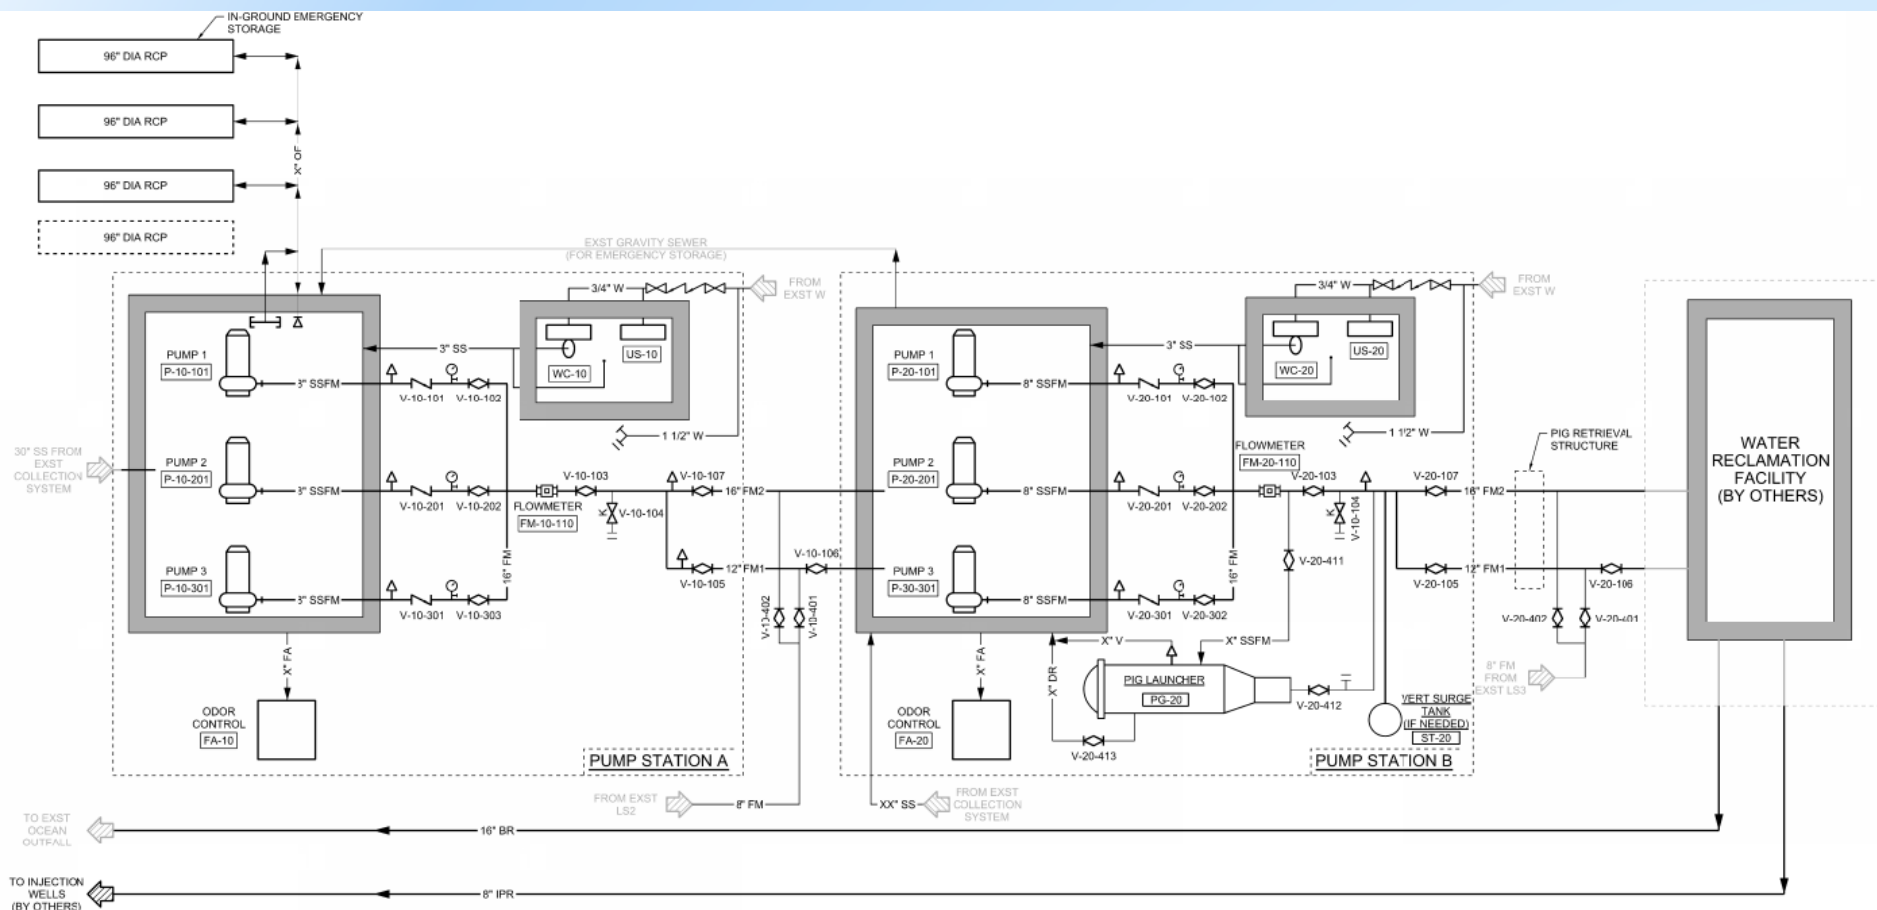 IN-GROUND EMERGENCY
STORAGE
96" DIA RCP
96" DIA RCP
96" DIA RCP
96" DIA RCP
X" OF
EXST GRAVITY SEWER
(FOR EMERGENCY STORAGE)
30" SS FROM
EXST
COLLECTION
SYSTEM
PUMP 1
P-10-101
3" SSFM
V-10-101
V-10-102
PUMP 2
P-10-201
3" SSFM
V-10-201
V-10-202
PUMP 3
P-10-301
3" SSFM
V-10-301
V-10-303
16" FM
3/4" W
FROM
EXST W
3" SS
WC-10
US-10
1 1/2" W
FLOWMETER
FM-10-110
V-10-103
K
V-10-104
V-10-107
16" FM2
V-10-105
12" FM1
V-10-106
V-10-402
V-10-401
X" FA
ODOR
CONTROL
FA-10
PUMP STATION A
FROM EXST
LS2
8" FM
PUMP 1
P-20-101
8" SSFM
V-20-101
V-20-102
PUMP 2
P-20-201
8" SSFM
V-20-201
V-20-202
PUMP 3
P-30-301
8" SSFM
V-20-301
V-20-302
16" FM
3/4" W
FROM
EXST W
3" SS
WC-20
US-20
1 1/2" W
FLOWMETER
FM-20-110
V-20-103
K
V-10-104
V-20-107
16" FM2
V-20-105
12" FM1
V-20-106
V-20-411
X" SSFM
X" V
X" DR
PIG LAUNCHER
PG-20
V-20-412
V-20-413
VERT SURGE
TANK
(IF NEEDED)
ST-20
X" FA
ODOR
CONTROL
FA-20
PUMP STATION B
XX" SS
FROM EXST
COLLECTION
SYSTEM
PIG RETRIEVAL
STRUCTURE
V-20-402
V-20-401
8" FM
FROM
EXST LS3
WATER
RECLAMATION
FACILITY
(BY OTHERS)
TO EXST
OCEAN
OUTFALL
16" BR
TO INJECTION
WELLS
(BY OTHERS)
8" IPR